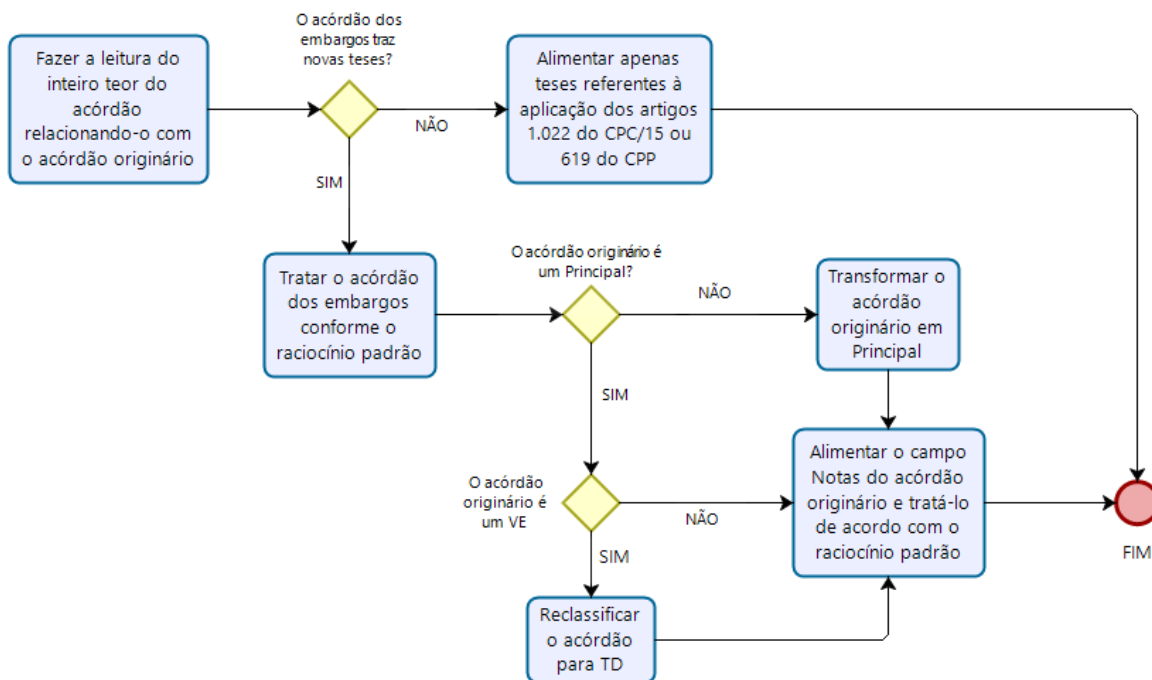 O acórdão dos
embargos traz
novas teses?
Fazer a leitura do
inteiro teor do
acórdão
relacionando-o com
o acórdão originário
NÃO
SIM
Alimentar apenas
teses referentes à
aplicação dos artigos
1.022 do CPC/15 ou
619 do CPP
Tratar o acórdão
dos embargos
conforme o
raciocínio padrão
O acórdão originário é
um Principal?
NÃO
SIM
Transformar o
acórdão
originário em
Principal
O acórdão
originário é
um VE
NÃO
SIM
Alimentar o campo
Notas do acórdão
originário e tratá-lo
de acordo com o
raciocínio padrão
FIM
Reclassificar
o acórdão
para TD